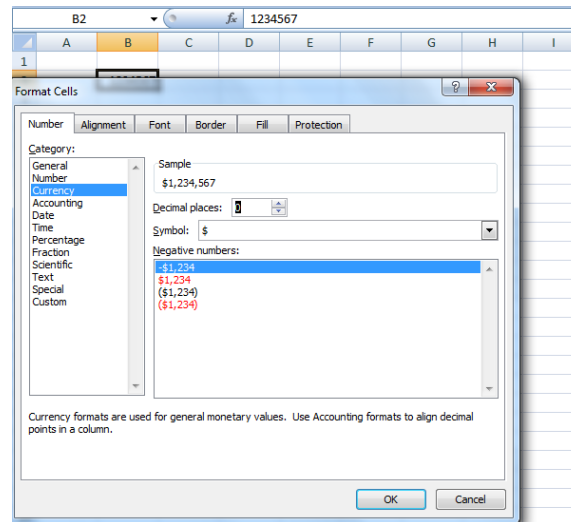 B2 fx 1234567
A B C D E F G H I
1
Format Cells
Number Alignment Font Border Fill Protection
Category:
General
Number
Currency
Accounting
Date
Time
Percentage
Fraction
Scientific
Text
Special
Custom
Sample
$1,234,567
Decimal places: 0
Symbol: $
Negative numbers:
-$1,234
$1,234
($1,234)
($1,234)
Currency formats are used for general monetary values. Use Accounting formats to align decimal
points in a column.
OK Cancel